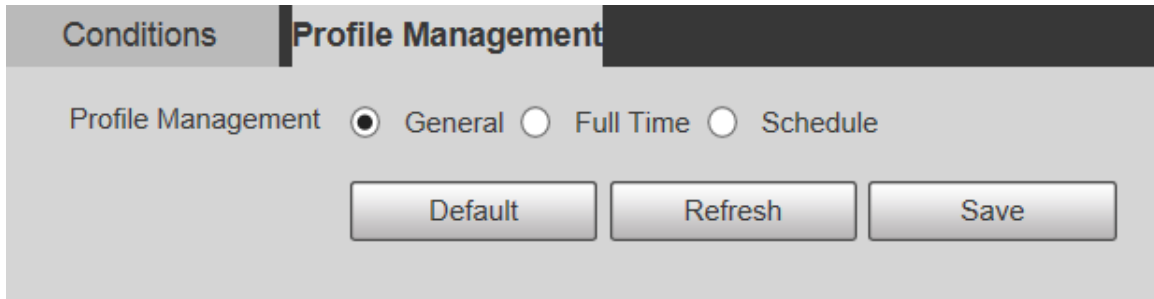 Conditions Profile Management
Profile Management General Full Time Schedule
Default Refresh Save